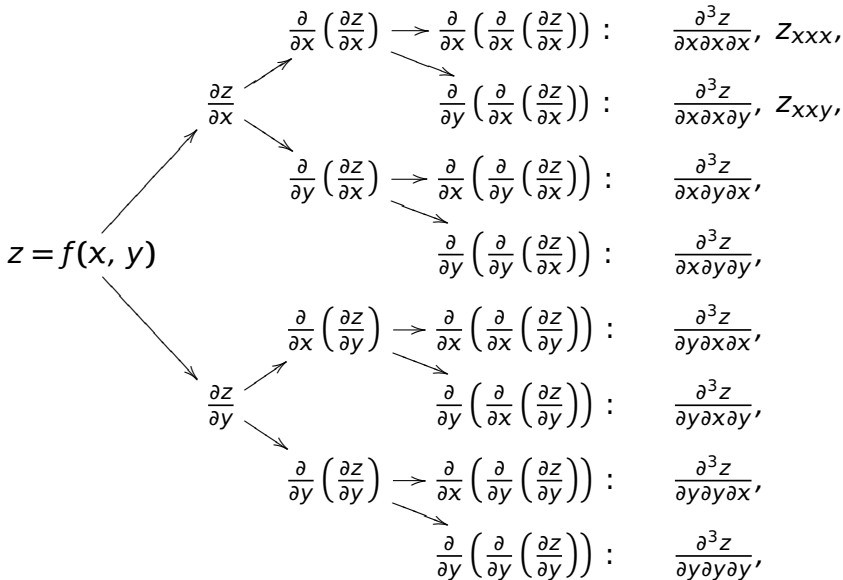 ∂/∂x (∂z/∂x) → ∂/∂x (∂/∂x (∂z/∂x)) : ∂³z/∂x∂x∂x, z_xxx,
∂z/∂x ∂/∂y (∂/∂x (∂z/∂x)) : ∂³z/∂x∂x∂y, z_xxy,
∂/∂y (∂z/∂x) → ∂/∂x (∂/∂y (∂z/∂x)) : ∂³z/∂x∂y∂x,
z = f(x, y) ∂/∂y (∂/∂y (∂z/∂x)) : ∂³z/∂x∂y∂y,
∂/∂x (∂z/∂y) → ∂/∂x (∂/∂x (∂z/∂y)) : ∂³z/∂y∂x∂x,
∂z/∂y ∂/∂y (∂/∂x (∂z/∂y)) : ∂³z/∂y∂x∂y,
∂/∂y (∂z/∂y) → ∂/∂x (∂/∂y (∂z/∂y)) : ∂³z/∂y∂y∂x,
∂/∂y (∂/∂y (∂z/∂y)) : ∂³z/∂y∂y∂y,